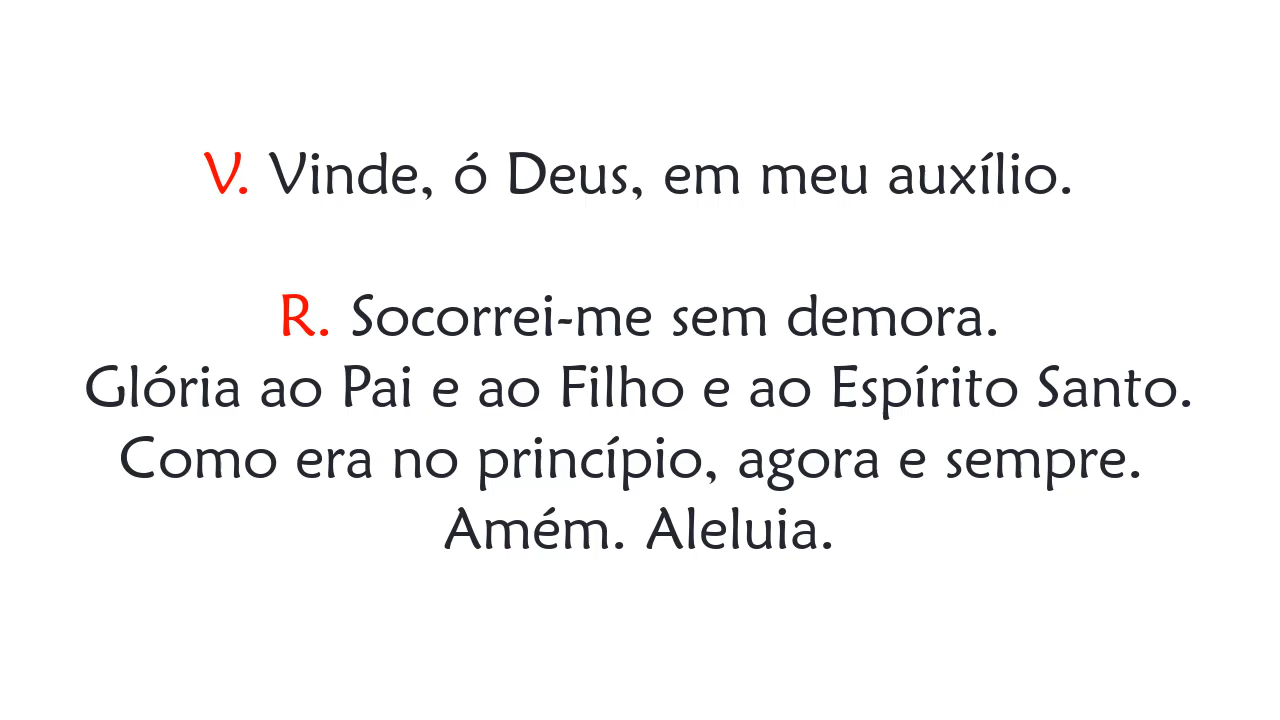 V. Vinde, ó Deus, em meu auxílio.
R. Socorrei-me sem demora.
Glória ao Pai e ao Filho e ao Espírito Santo.
Como era no princípio, agora e sempre.
Amém. Aleluia.